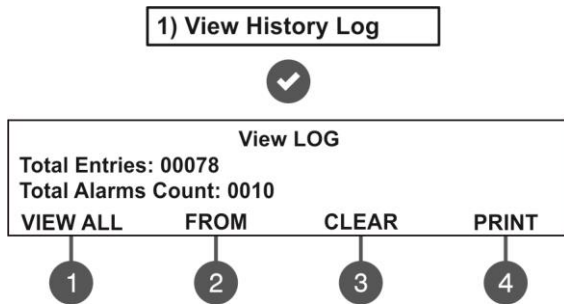 1) View History Log
View LOG
Total Entries: 00078
Total Alarms Count: 0010
VIEW ALL FROM CLEAR PRINT
1 2 3 4